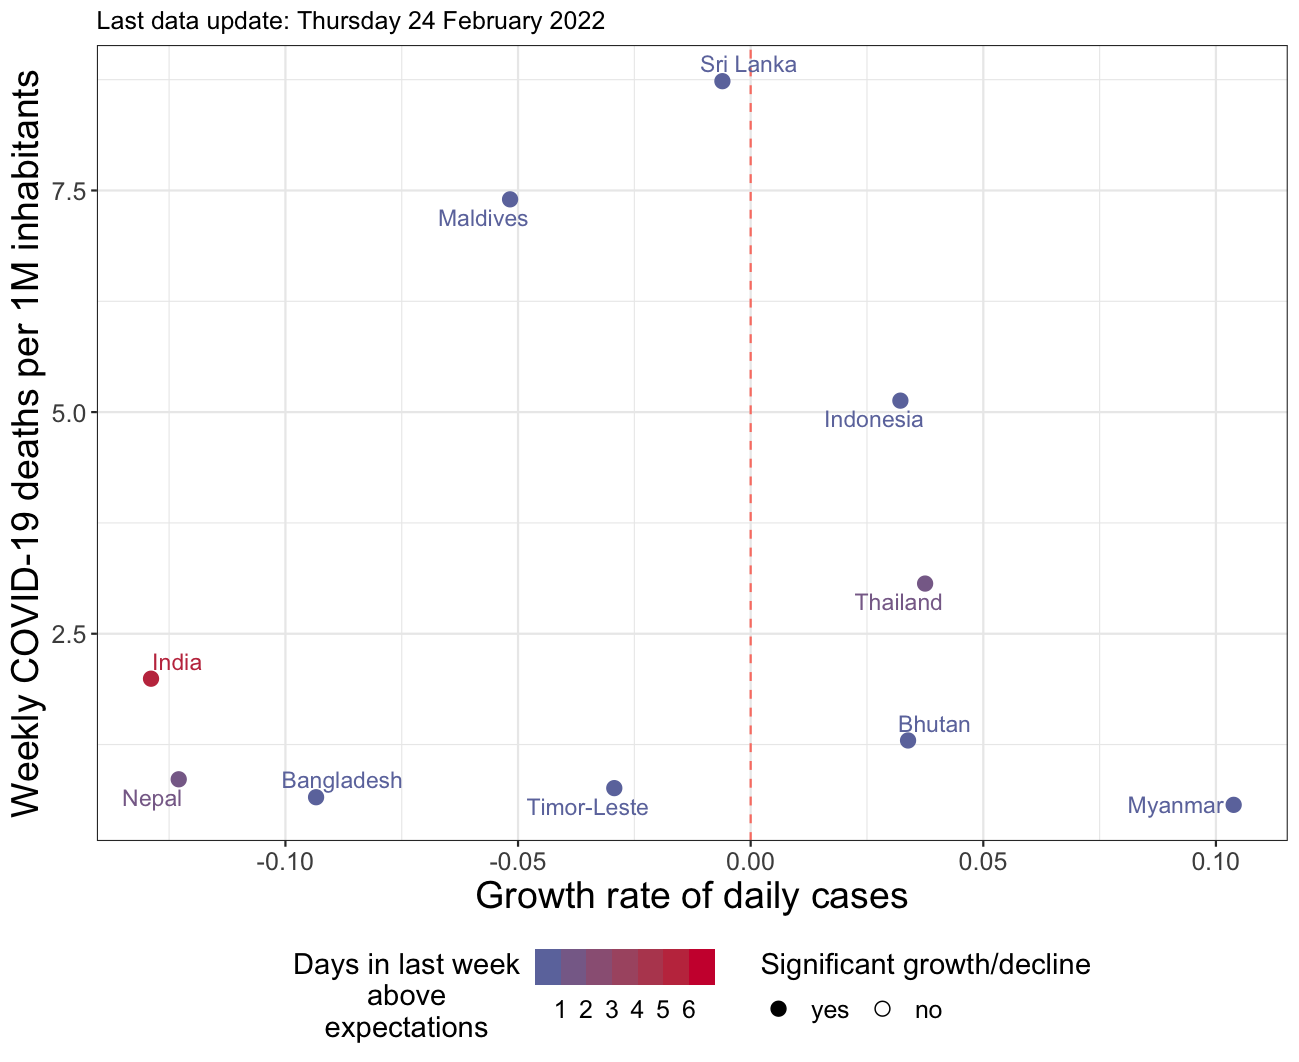 Last data update: Thursday 24 February 2022
Weekly COVID-19 deaths per 1M inhabitants
7.5
5.0
2.5
Sri Lanka
Maldives
Indonesia
Thailand
India
Bhutan
Nepal
Bangladesh
Timor-Leste
Myanmar
-0.10 -0.05 0.00 0.05 0.10
Growth rate of daily cases
Days in last week
above
expectations
1 2 3 4 5 6
Significant growth/decline
yes no